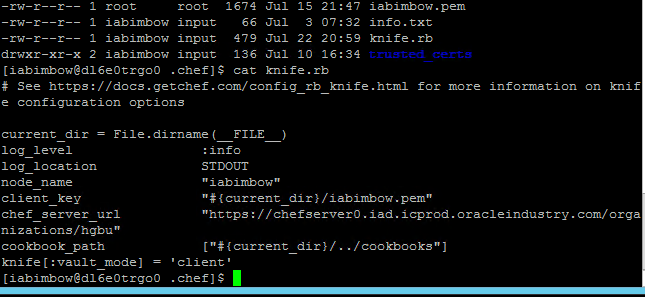 -rw-r--r-- 1 root     root  1674 Jul 15 21:47 iabimbow.pem
-rw-r--r-- 1 iabimbow input   66 Jul  3 07:32 info.txt
-rw-r--r-- 1 iabimbow input  479 Jul 22 20:59 knife.rb
drwxr-xr-x 2 iabimbow input  136 Jul 10 16:34 trusted_certs
[iabimbow@dl6e0trgo0 .chef]$ cat knife.rb
# See https://docs.getchef.com/config_rb_knife.html for more information on knif
e configuration options

current_dir = File.dirname(__FILE__)
log_level                :info
log_location             STDOUT
node_name                "iabimbow"
client_key               "#{current_dir}/iabimbow.pem"
chef_server_url          "https://chefserver0.iad.icprod.oracleindustry.com/orga
nizations/hgbu"
cookbook_path            ["#{current_dir}/../cookbooks"]
knife[:vault_mode] = 'client'
[iabimbow@dl6e0trgo0 .chef]$